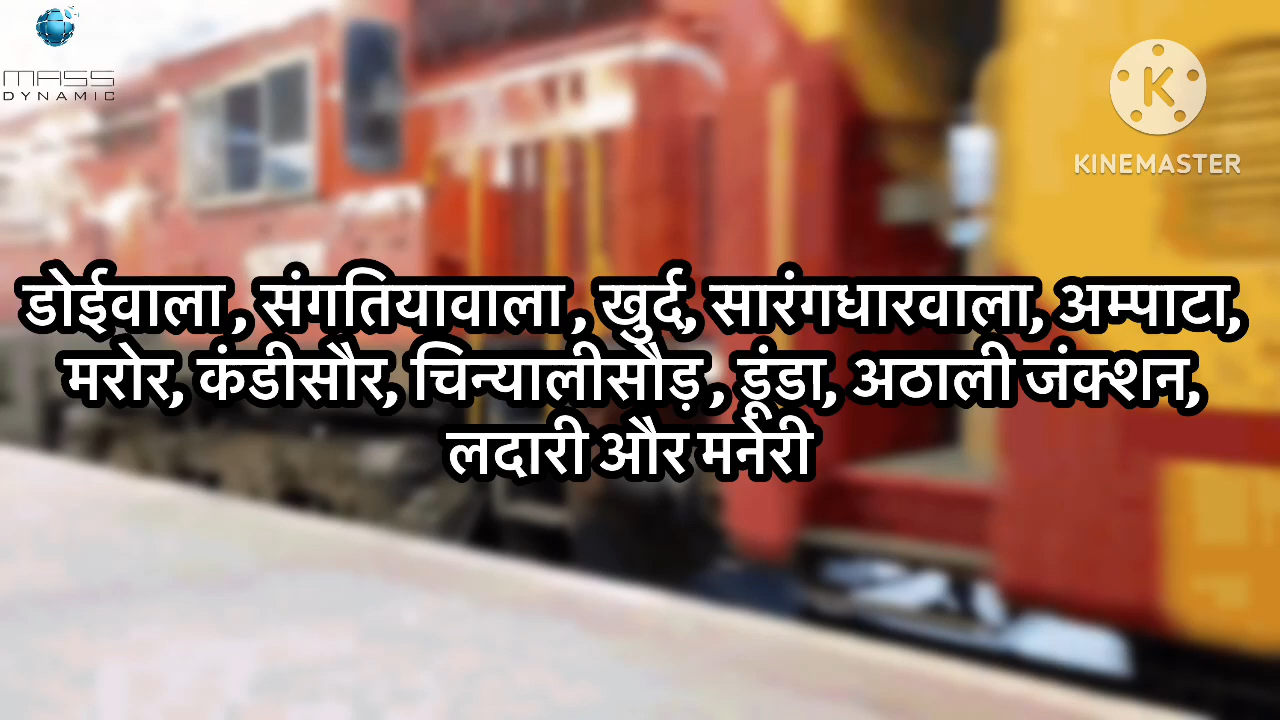 MASS
DYNAMIC
K
KINEMASTER
डोईवाला , संगतियावाला , खुर्द, सारंगधारवाला, अम्पाटा,
मरोर, कंडीसौर, चिन्यालीसौड़ , डूंडा, अठाली जंक्शन,
लदारी और मनेरी